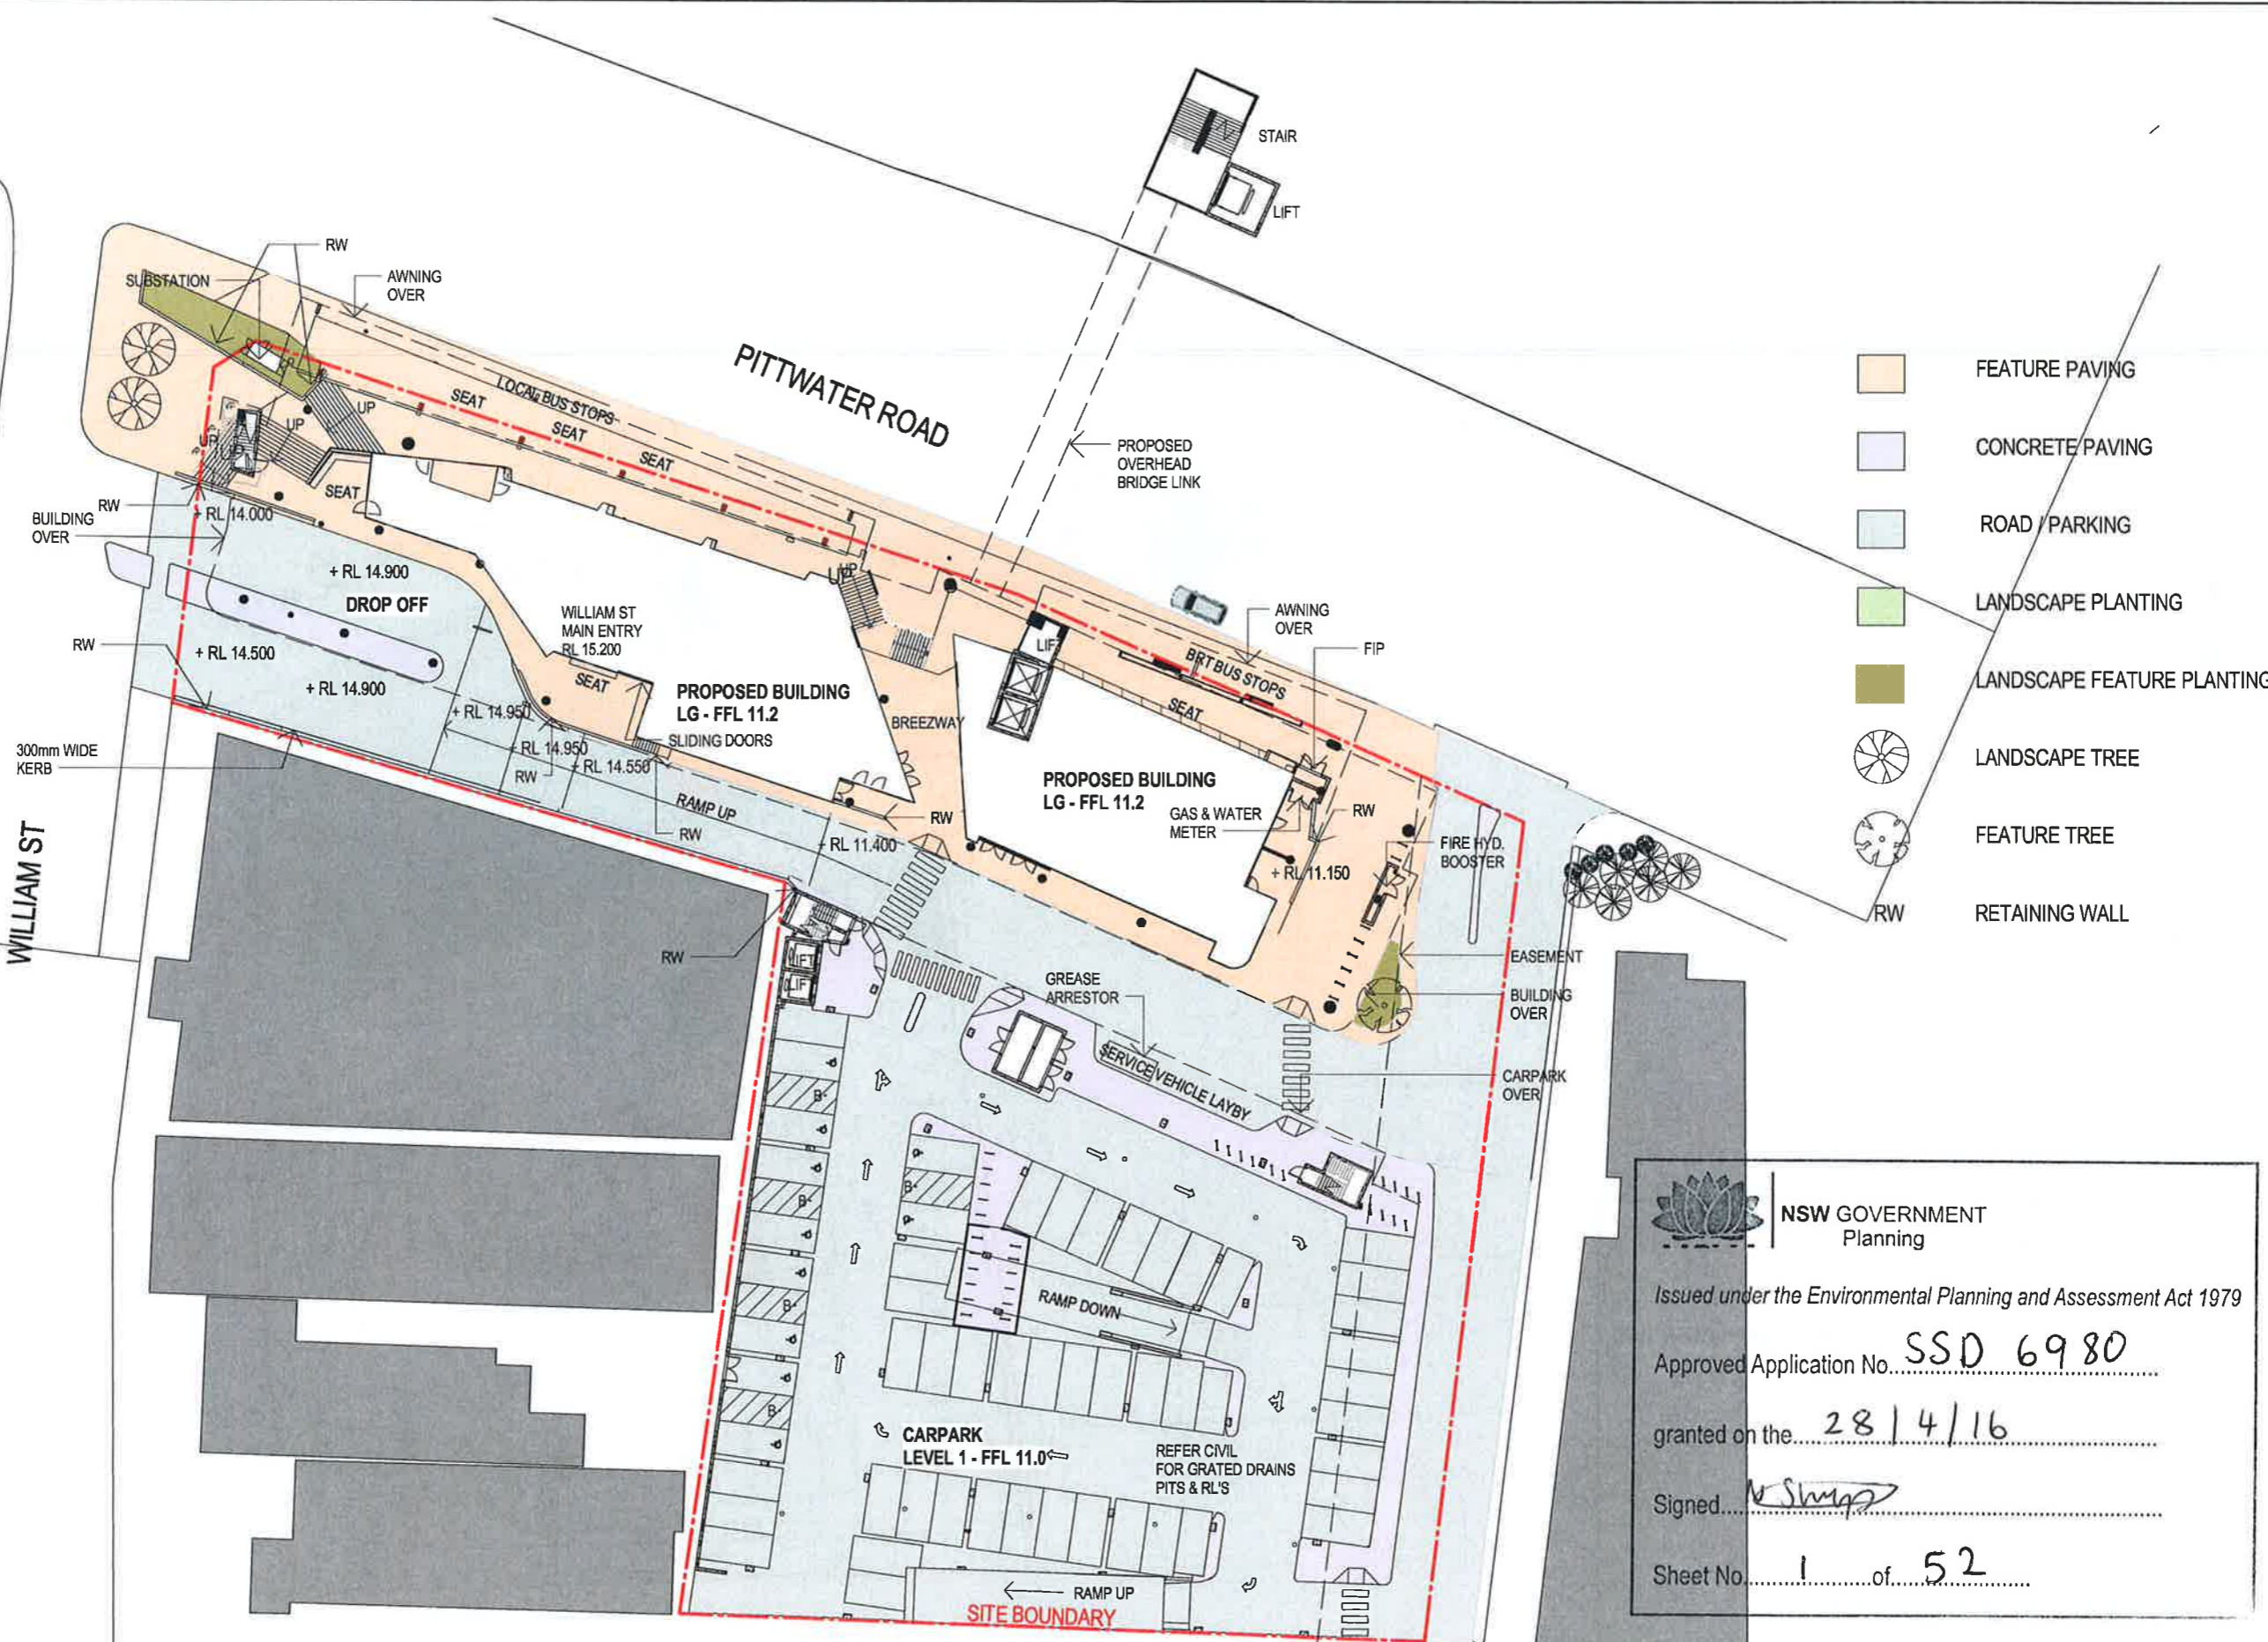 STAIR
LIFT
RW
SUBSTATION
AWNING
OVER
PITTWATER ROAD
LOCAL BUS STOPS
SEAT
SEAT
SEAT
UP
UP
UP
UP
SEAT
PROPOSED
OVERHEAD
BRIDGE LINK
RW
BUILDING
OVER
+ RL 14.000
+ RL 14.900
DROP OFF
RW
+ RL 14.500
+ RL 14.900
WILLIAM ST
MAIN ENTRY
RL 15.200
SEAT
PROPOSED BUILDING
LG - FFL 11.2
SLIDING DOORS
+ RL 14.950
RL 14.950
RW
RL 14.550
300mm WIDE
KERB
RAMP UP
RW
RW
RL 11.400
BREEZWAY
UP
LIFT
AWNING
OVER
FIP
BRT BUS STOPS
SEAT
PROPOSED BUILDING
LG - FFL 11.2
GAS & WATER
METER
RW
+ RL 11.150
FIRE HYD.
BOOSTER
EASEMENT
BUILDING
OVER
CARPARK
OVER
WILLIAM ST
RW
LIFT
LIF
GREASE
ARRESTOR
SERVICE VEHICLE LAYBY
B
B
B
B
B
RAMP DOWN
CARPARK
LEVEL 1 - FFL 11.0
REFER CIVIL
FOR GRATED DRAINS
PITS & RL'S
RAMP UP
SITE BOUNDARY
FEATURE PAVING
CONCRETE PAVING
ROAD / PARKING
LANDSCAPE PLANTING
LANDSCAPE FEATURE PLANTING
LANDSCAPE TREE
FEATURE TREE
RW RETAINING WALL
NSW GOVERNMENT
Planning
Issued under the Environmental Planning and Assessment Act 1979
Approved Application No. SSD 6980
granted on the 28/4/16
Signed
Sheet No. 1 of 52